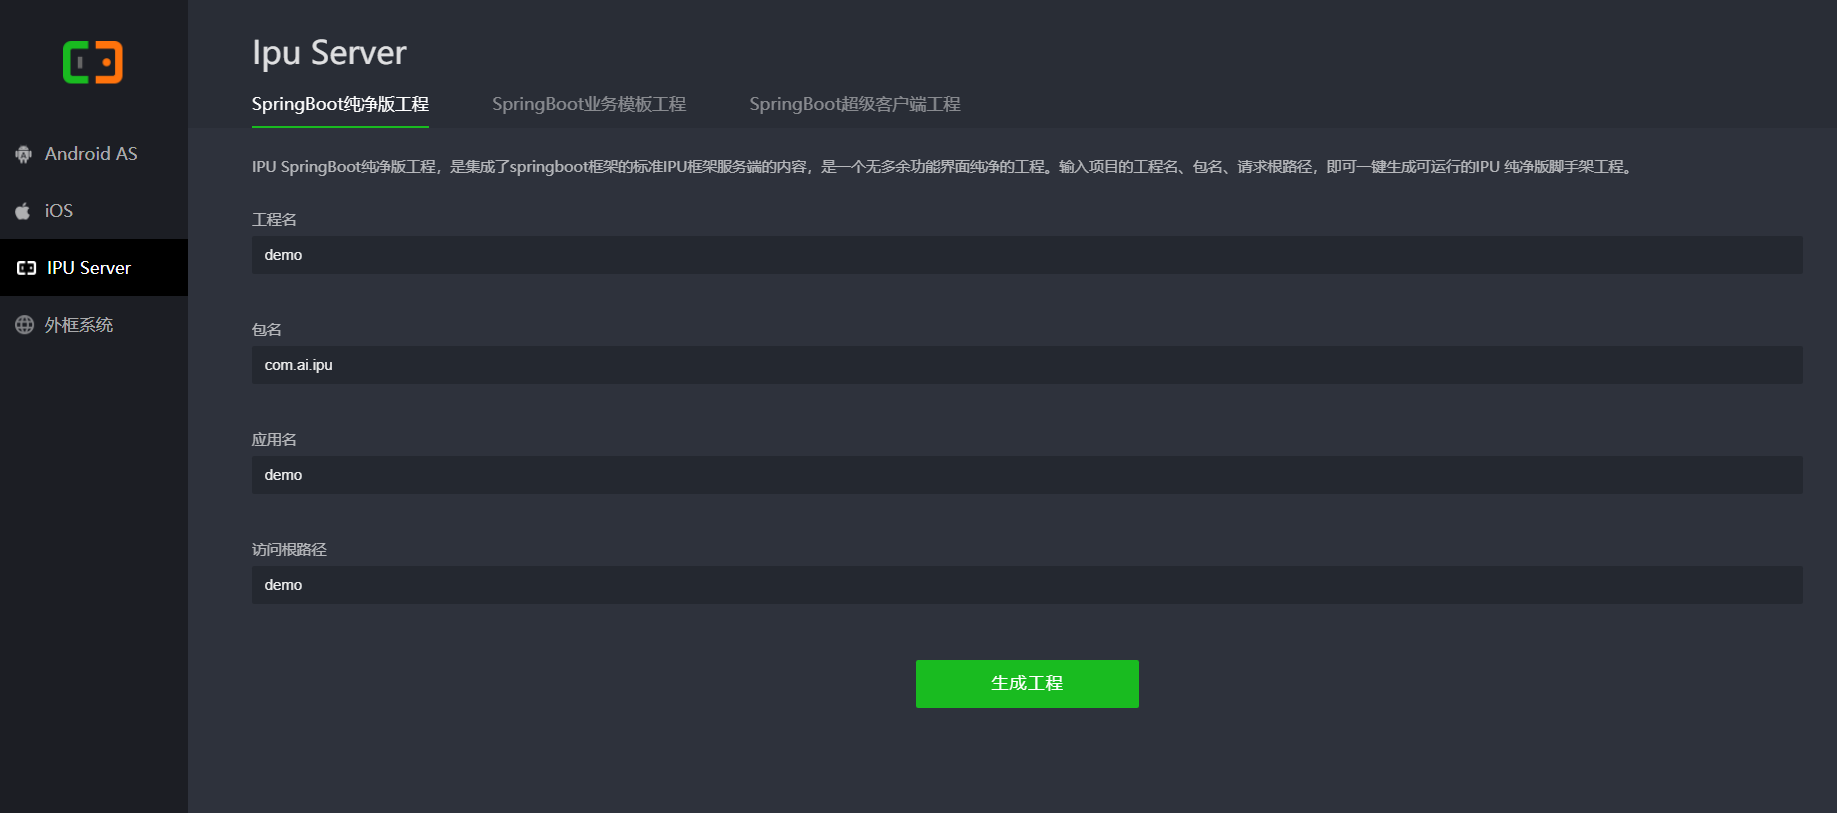 Ipu Server
SpringBoot纯净版工程
SpringBoot业务模板工程
SpringBoot超级客户端工程
Android AS
iOS
IPU Server
外框系统
IPU SpringBoot纯净版工程，是集成了springboot框架的标准IPU框架服务端的内容，是一个无多余功能界面纯净的工程。输入项目的工程名、包名、请求根路径，即可一键生成可运行的IPU 纯净版脚手架工程。
工程名
demo
包名
com.ai.ipu
应用名
demo
访问根路径
demo
生成工程